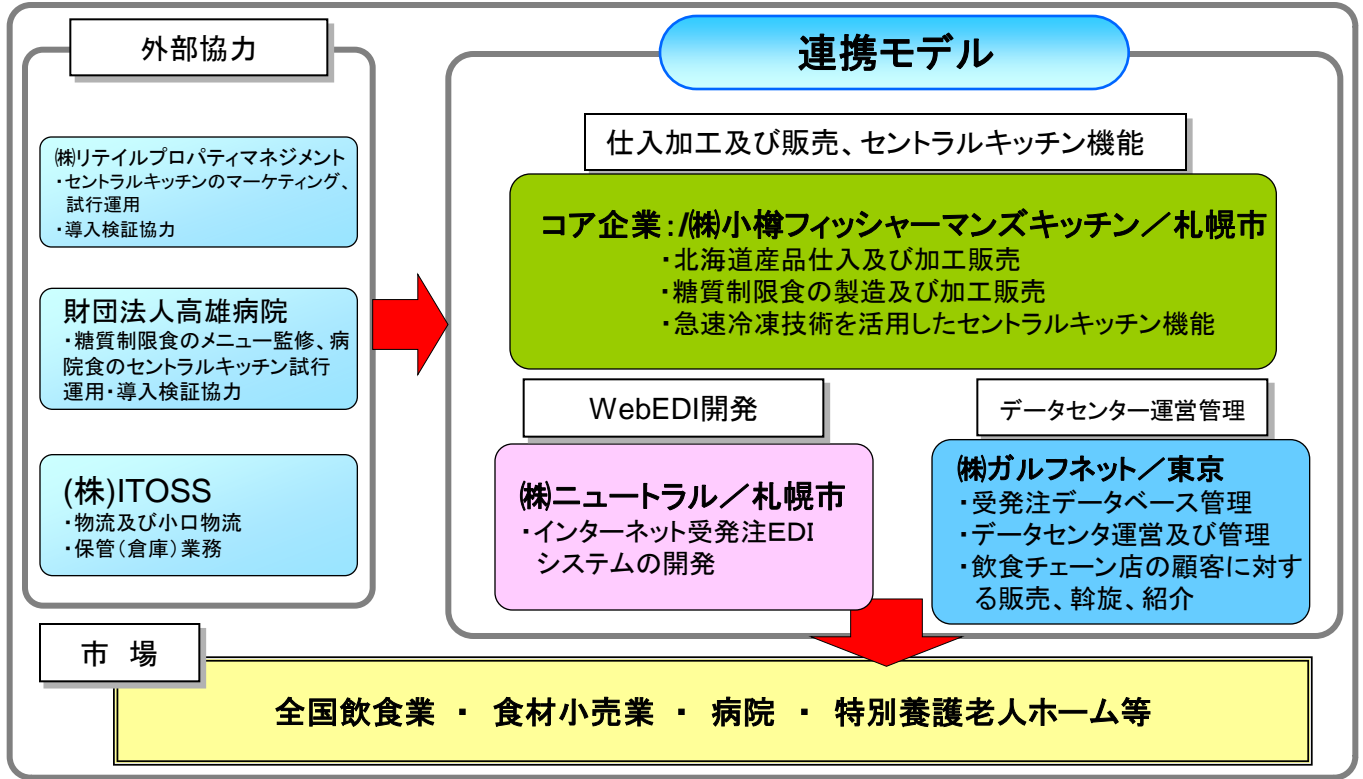 外部協力
㈱リテイルプロパティマネジメント
・セントラルキッチンのマーケティング、
試行運用
・導入検証協力
財団法人高雄病院
・糖質制限食のメニュー監修、病
院食のセントラルキッチン試行
運用・導入検証協力
(株)ITOSS
・物流及び小口物流
・保管(倉庫)業務
連携モデル
仕入加工及び販売、セントラルキッチン機能
コア企業:/㈱小樽フィッシャーマンズキッチン/札幌市
・北海道産品仕入及び加工販売
・糖質制限食の製造及び加工販売
・急速冷凍技術を活用したセントラルキッチン機能
WebEDI開発
㈱ニュートラル/札幌市
・インターネット受発注EDI
システムの開発
データセンター運営管理
㈱ガルフネット/東京
・受発注データベース管理
・データセンタ運営及び管理
・飲食チェーン店の顧客に対す
る販売、斡旋、紹介
市 場
全国飲食業 ・ 食材小売業 ・ 病院 ・ 特別養護老人ホーム等